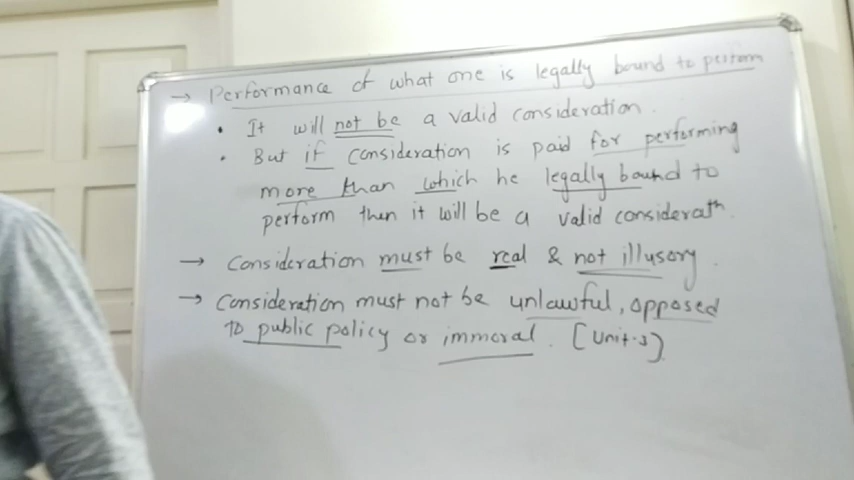 → Performance of what one is legally bound to perform
• It will not be a valid consideration.
• But if consideration is paid for performing
more than which he legally bound to
perform then it will be a valid considerath.
→ Consideration must be real & not illusory.
→ Consideration must not be unlawful, opposed
to public policy or immoral. [Unit-3]